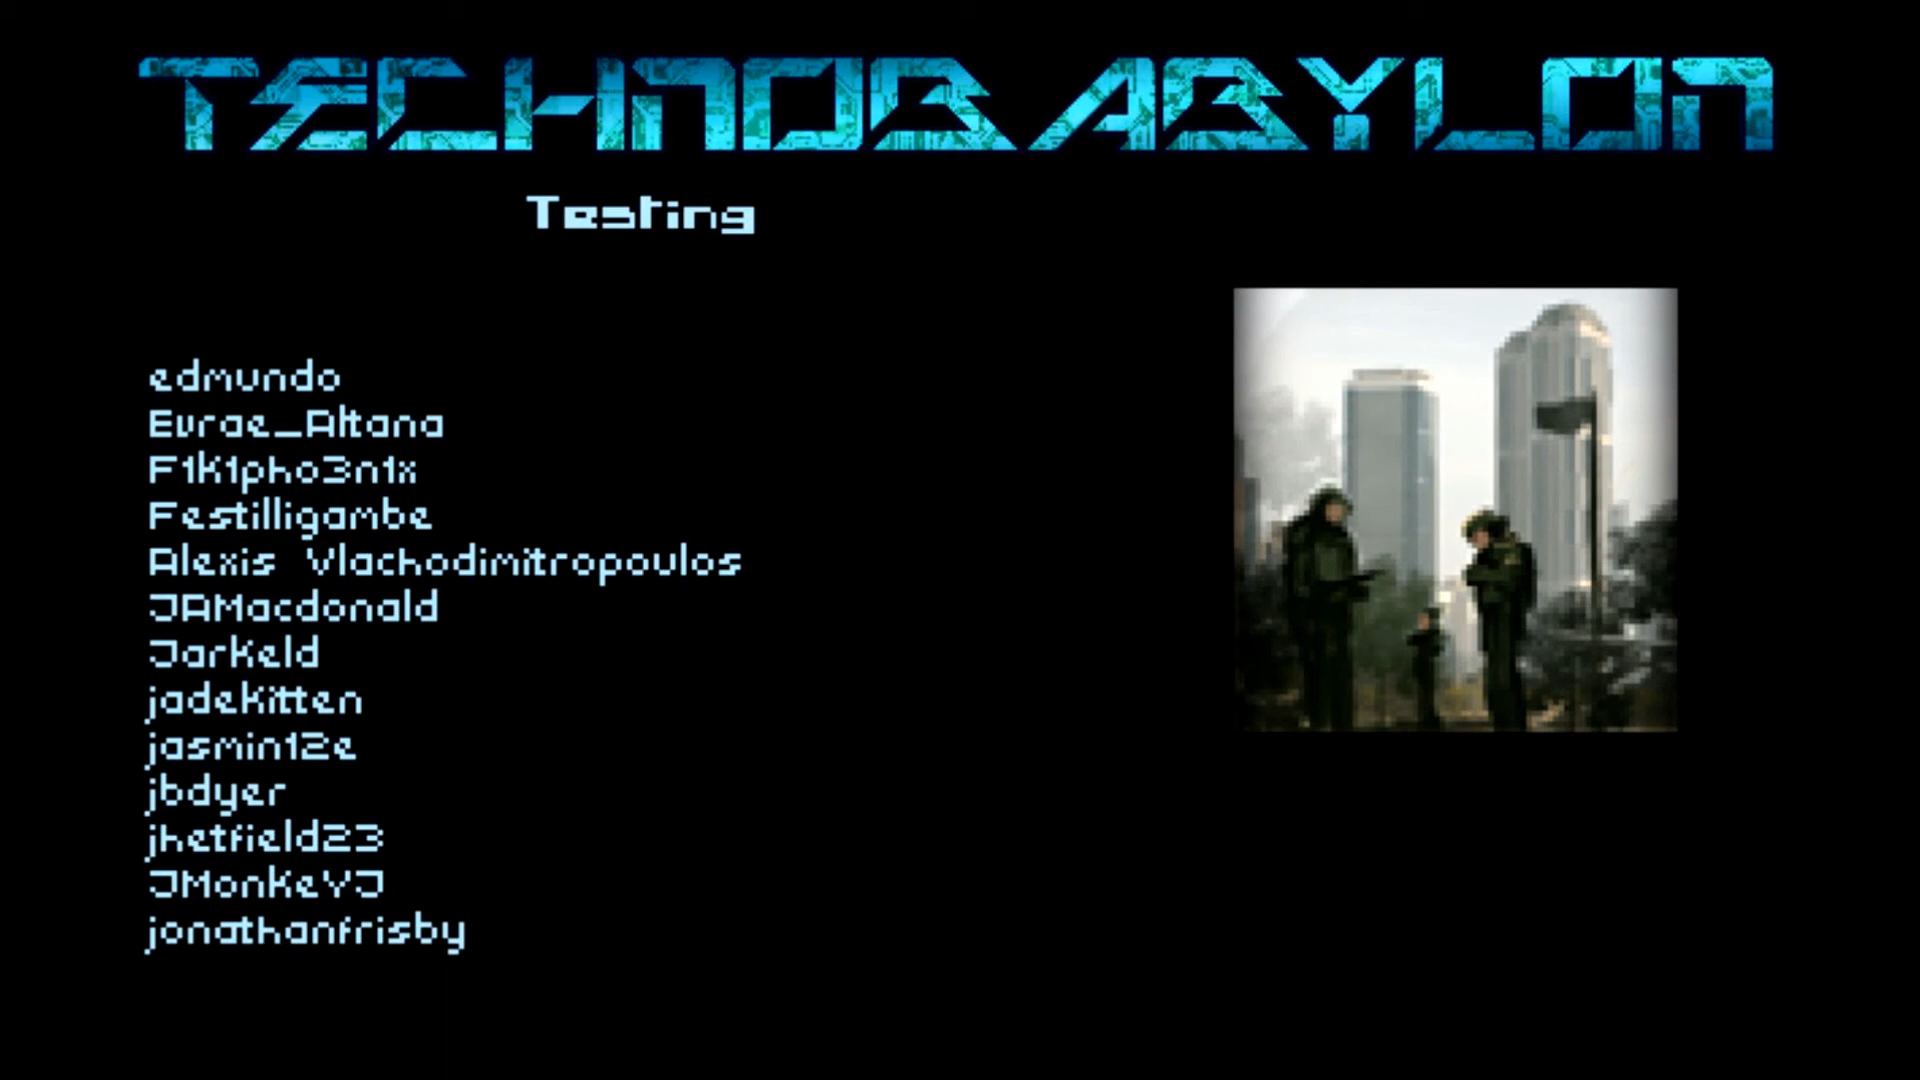 TECHNOBABYLON
Testing
edmundo
Evrae_Altana
F1K1pho3n1x
Festilligambe
Alexis Vlachodimitropoulos
JAMacdonald
Jarkeld
jadekitten
jasmin12e
jbdyer
jhetfield23
JMonKeYJ
jonathanfrisby